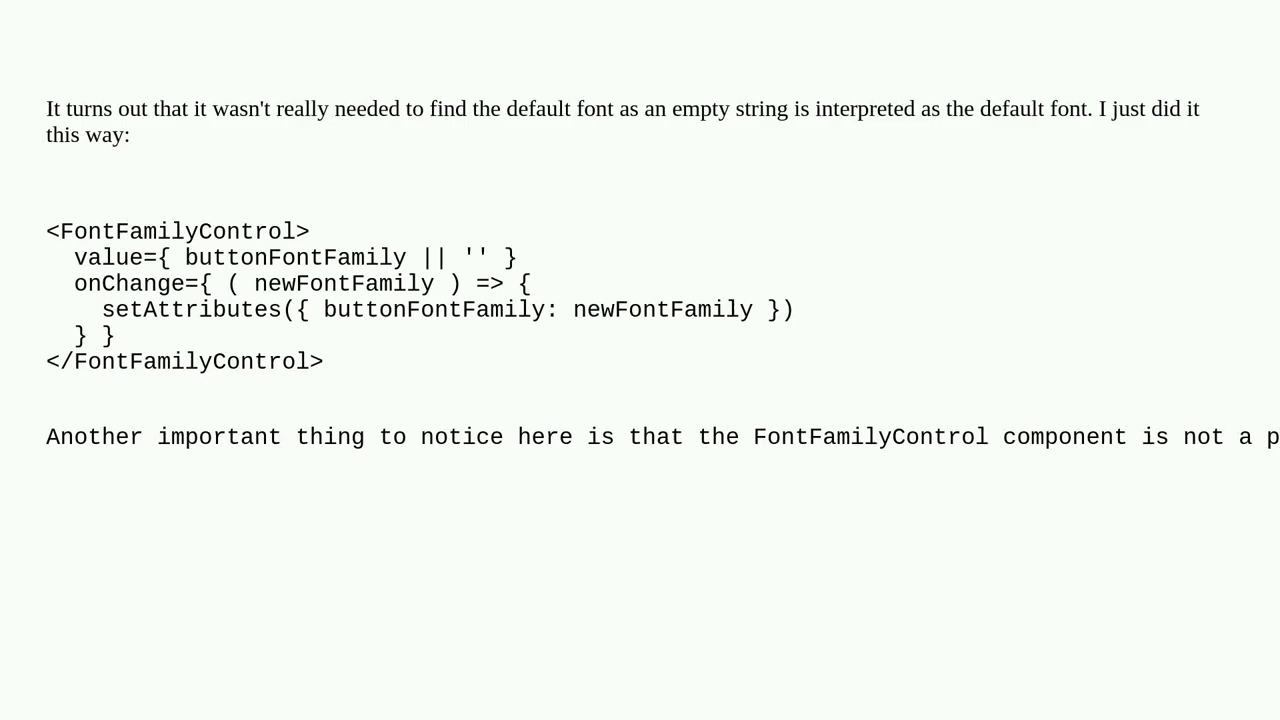 It turns out that it wasn't really needed to find the default font as an empty string is interpreted as the default font. I just did it
this way:
<FontFamilyControl>
  value={ buttonFontFamily || '' }
  onChange={ ( newFontFamily ) => {
    setAttributes({ buttonFontFamily: newFontFamily })
  } }
</FontFamilyControl>
Another important thing to notice here is that the FontFamilyControl component is not a